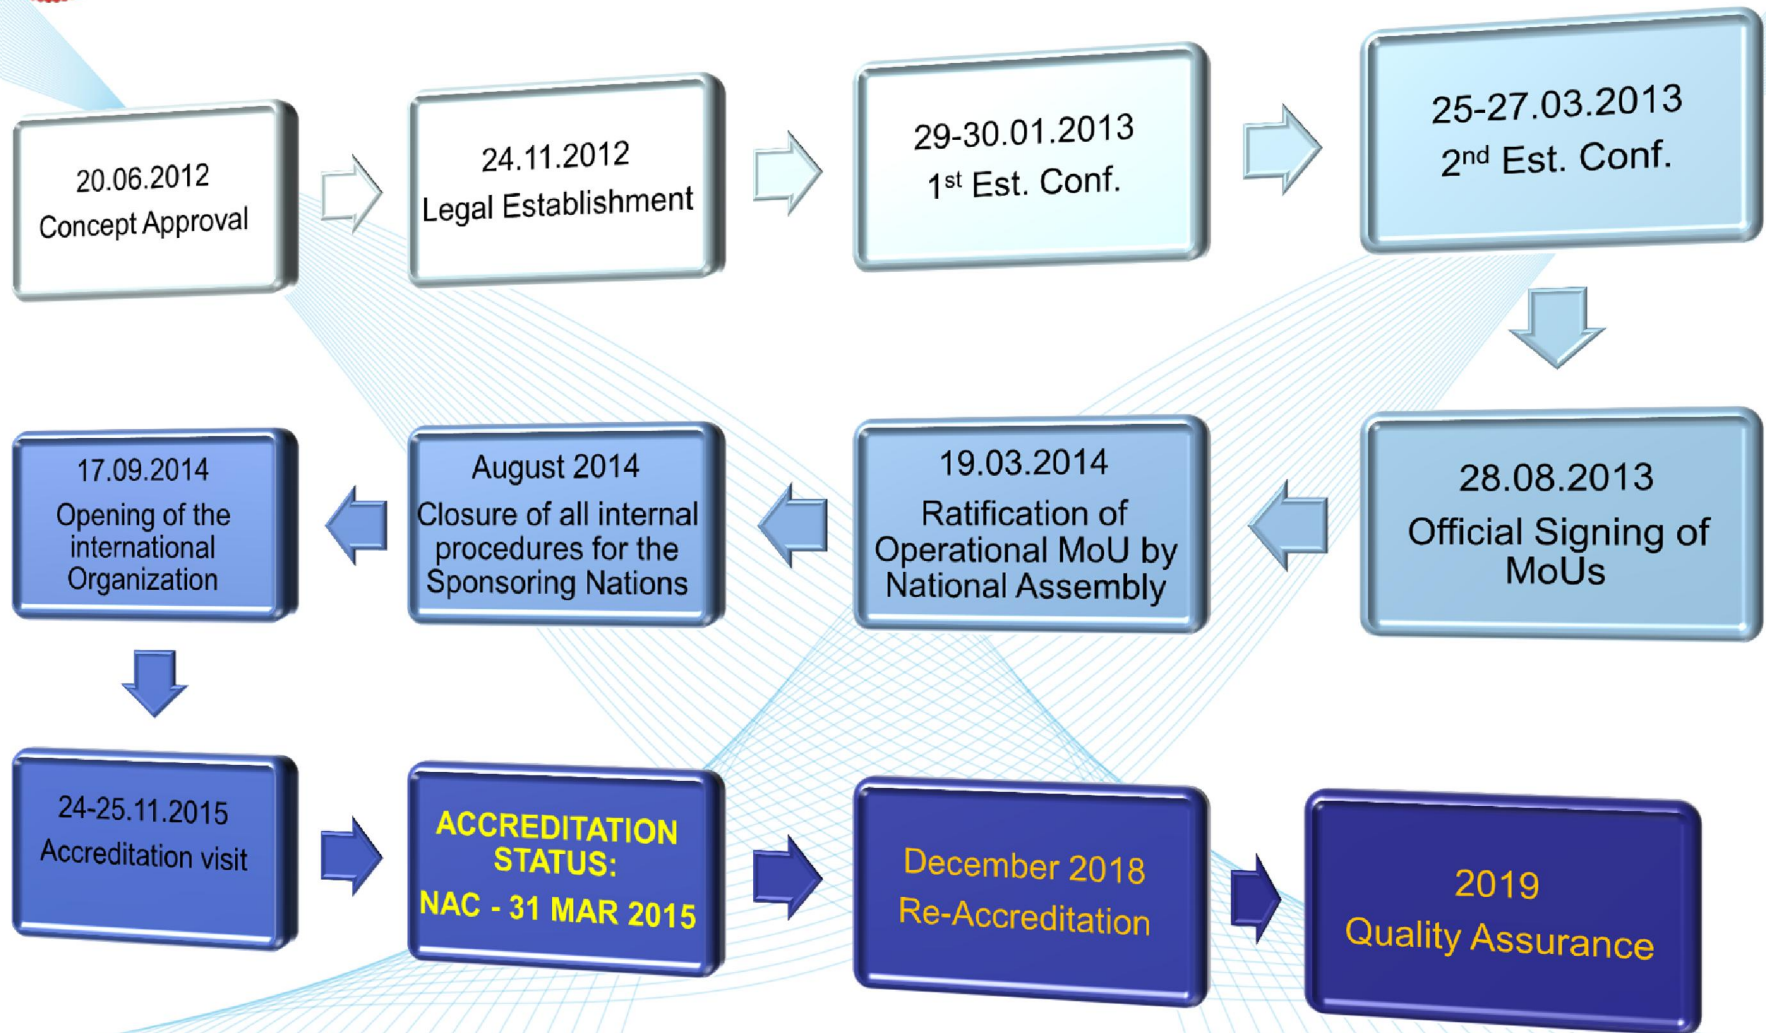 20.06.2012
Concept Approval
24.11.2012
Legal Establishment
29-30.01.2013
1st Est. Conf.
25-27.03.2013
2nd Est. Conf.
28.08.2013
Official Signing of
MoUs
19.03.2014
Ratification of
Operational MoU by
National Assembly
August 2014
Closure of all internal
procedures for the
Sponsoring Nations
17.09.2014
Opening of the
international
Organization
24-25.11.2015
Accreditation visit
ACCREDITATION
STATUS:
NAC - 31 MAR 2015
December 2018
Re-Accreditation
2019
Quality Assurance